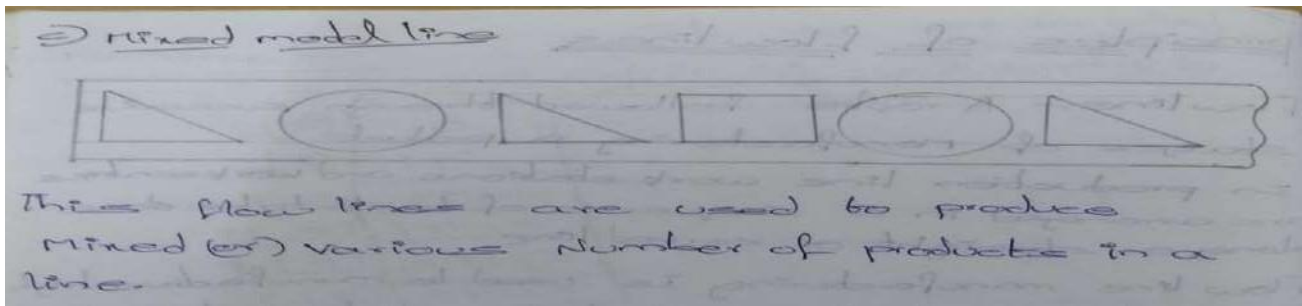 ⇒ Mixed model line
This flow lines are used to produce
Mixed (or) various Number of products in a
line.